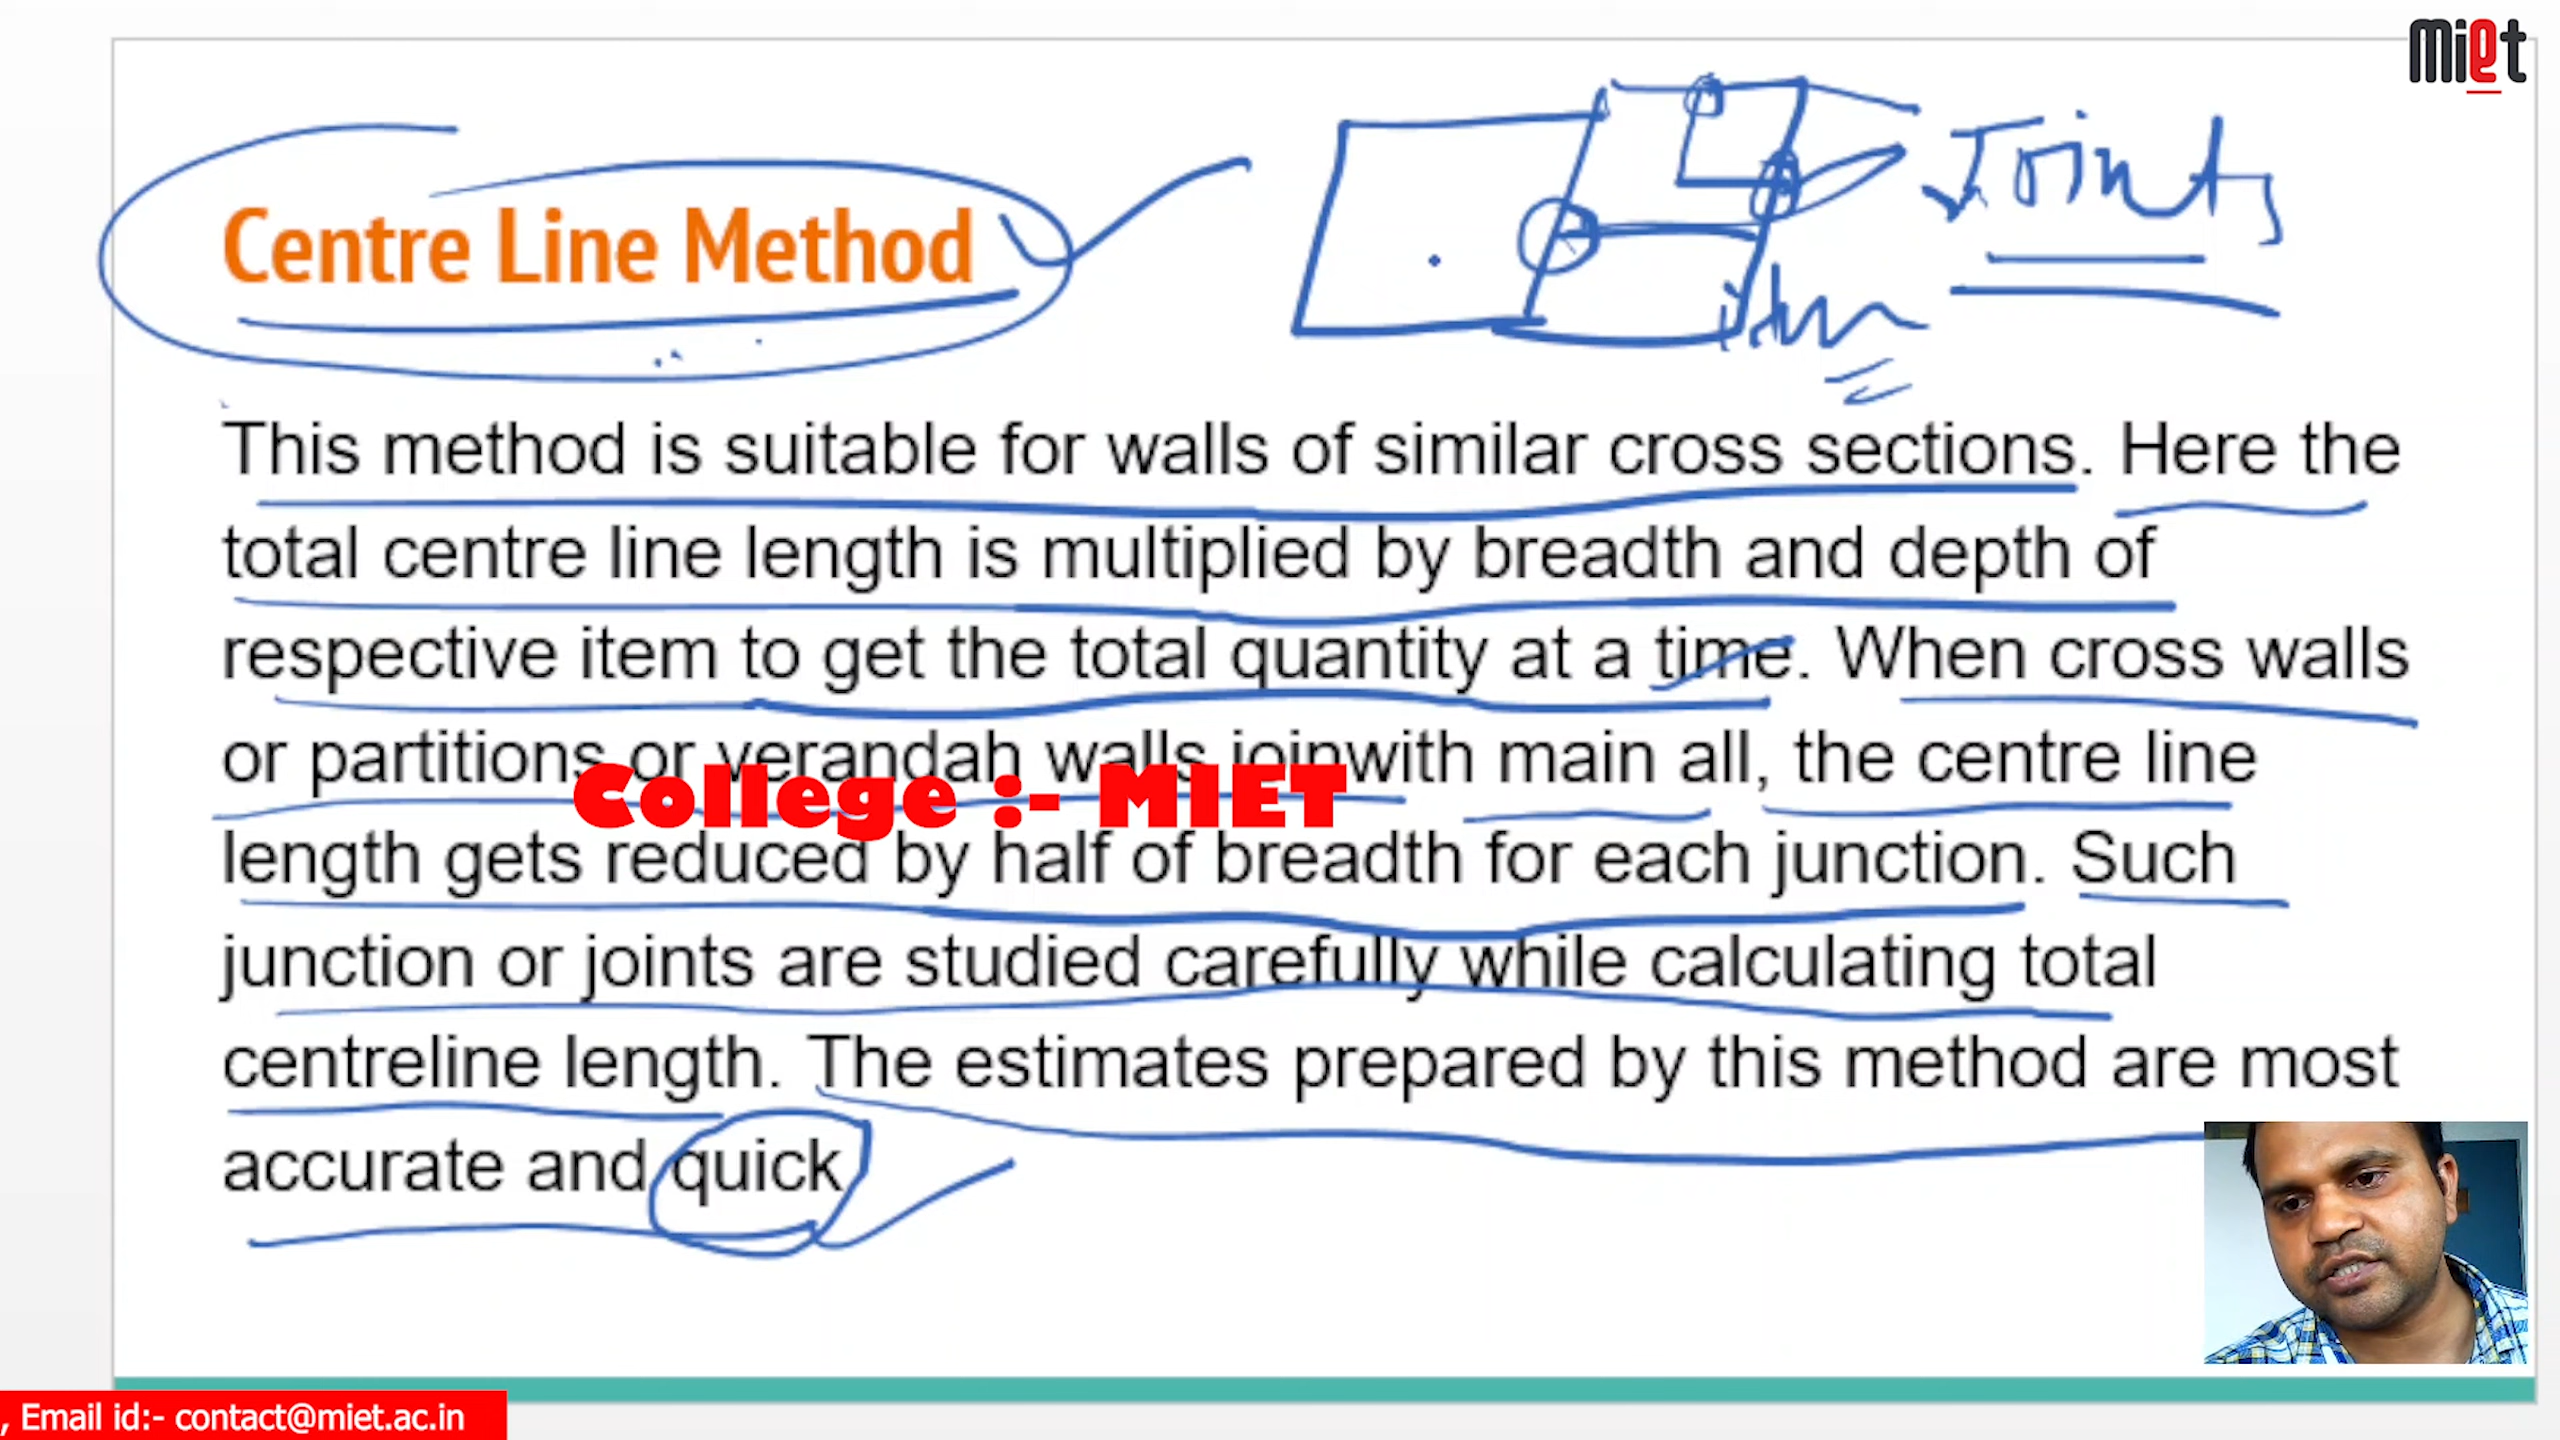 miet
Joints
Centre Line Method
This method is suitable for walls of similar cross sections. Here the
total centre line length is multiplied by breadth and depth of
respective item to get the total quantity at a time. When cross walls
or partitions or verandah walls joinwith main all, the centre line
College :- MIET
length gets reduced by half of breadth for each junction. Such
junction or joints are studied carefully while calculating total
centreline length. The estimates prepared by this method are most
accurate and quick
, Email id:- contact@miet.ac.in